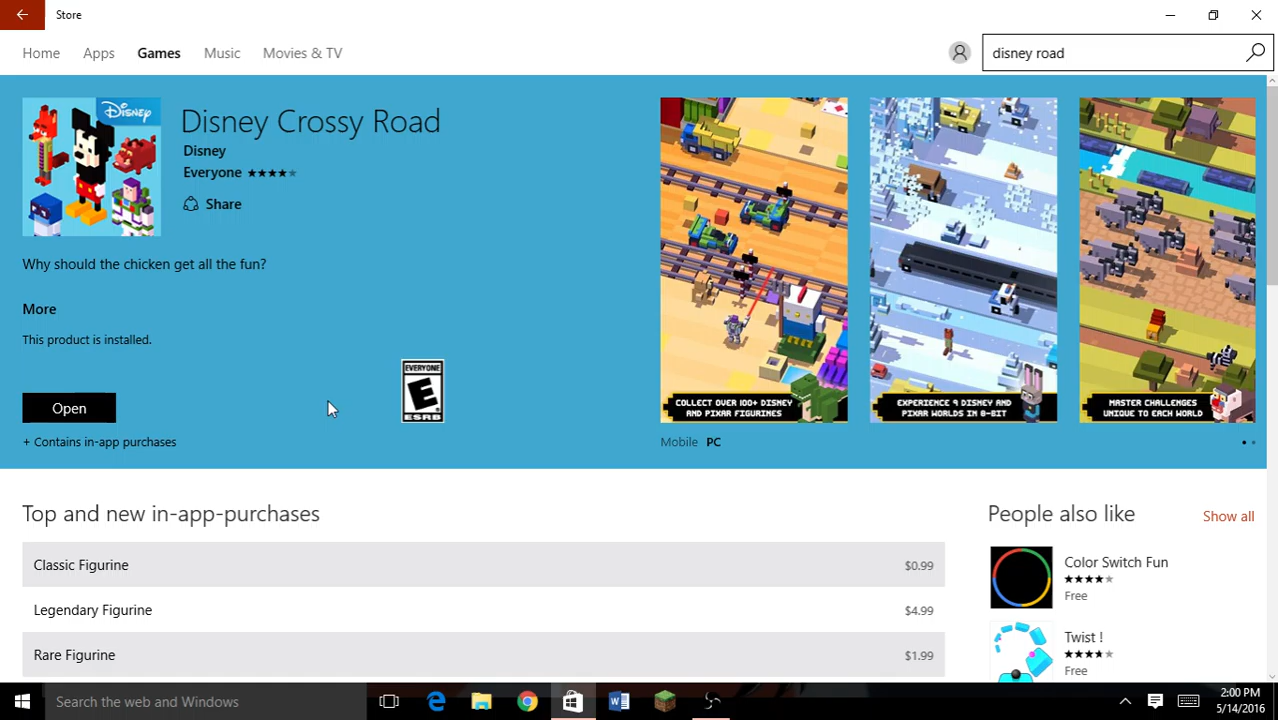 Store
Home Apps Games Music Movies & TV
disney road
Disney
Disney Crossy Road
Disney
Everyone
Share
Why should the chicken get all the fun?
More
This product is installed.
Open
+ Contains in-app purchases
EVERYONE
E
ESRB
COLLECT OVER 100+ DISNEY
AND PIXAR FIGURINES
EXPERIENCE 9 DISNEY AND
PIXAR WORLDS IN 8-BIT
MASTER CHALLENGES
UNIQUE TO EACH WORLD
Mobile PC
Top and new in-app-purchases
Classic Figurine $0.99
Legendary Figurine $4.99
Rare Figurine $1.99
People also like Show all
Color Switch Fun
Free
Twist !
Free
Search the web and Windows
2:00 PM
5/14/2016